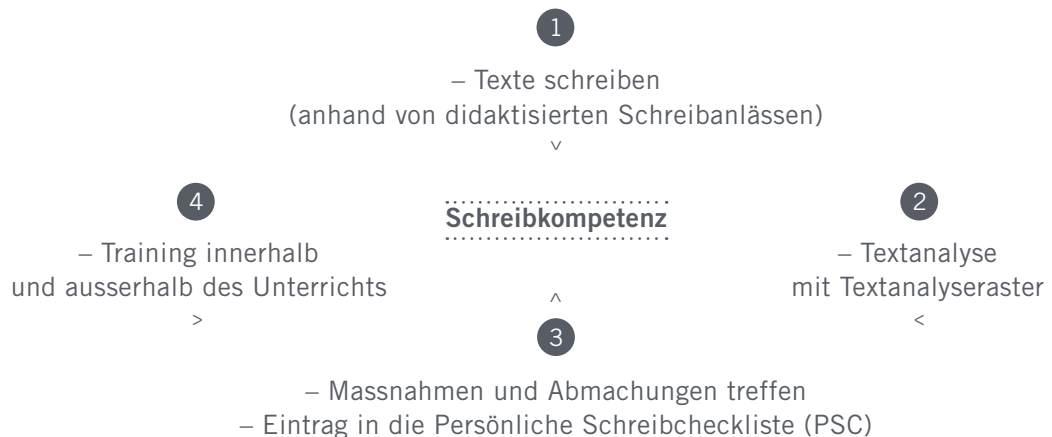 1
– Texte schreiben
(anhand von didaktisierten Schreibanlässen)
˅
4
– Training innerhalb
und ausserhalb des Unterrichts
>
Schreibkompetenz
2
– Textanalyse
mit Textanalyseraster
<
˄
3
– Massnahmen und Abmachungen treffen
– Eintrag in die Persönliche Schreibcheckliste (PSC)